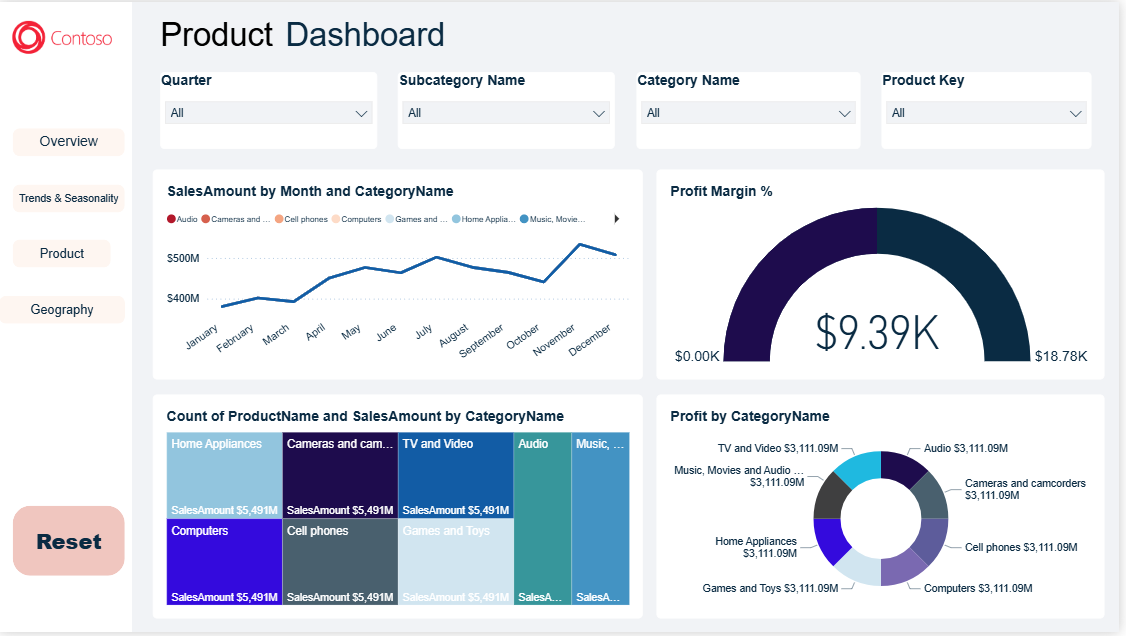 Contoso
Product Dashboard
Quarter
All
Subcategory Name
All
Category Name
All
Product Key
All
Overview
Trends & Seasonality
Product
Geography
Reset
SalesAmount by Month and CategoryName
Audio Cameras and ... Cell phones Computers Games and ... Home Applia... Music, Movie...
$500M
$400M
January
February
March
April
May
June
July
August
September
October
November
December
Profit Margin %
$9.39K
$0.00K
$18.78K
Count of ProductName and SalesAmount by CategoryName
Home Appliances
SalesAmount $5,491M
Cameras and cam...
SalesAmount $5,491M
TV and Video
SalesAmount $5,491M
Audio
SalesA...
Music, ...
SalesA...
Computers
SalesAmount $5,491M
Cell phones
SalesAmount $5,491M
Games and Toys
SalesAmount $5,491M
Profit by CategoryName
TV and Video $3,111.09M
Audio $3,111.09M
Music, Movies and Audio ...
$3,111.09M
Cameras and camcorders
$3,111.09M
Home Appliances
$3,111.09M
Cell phones $3,111.09M
Games and Toys $3,111.09M
Computers $3,111.09M